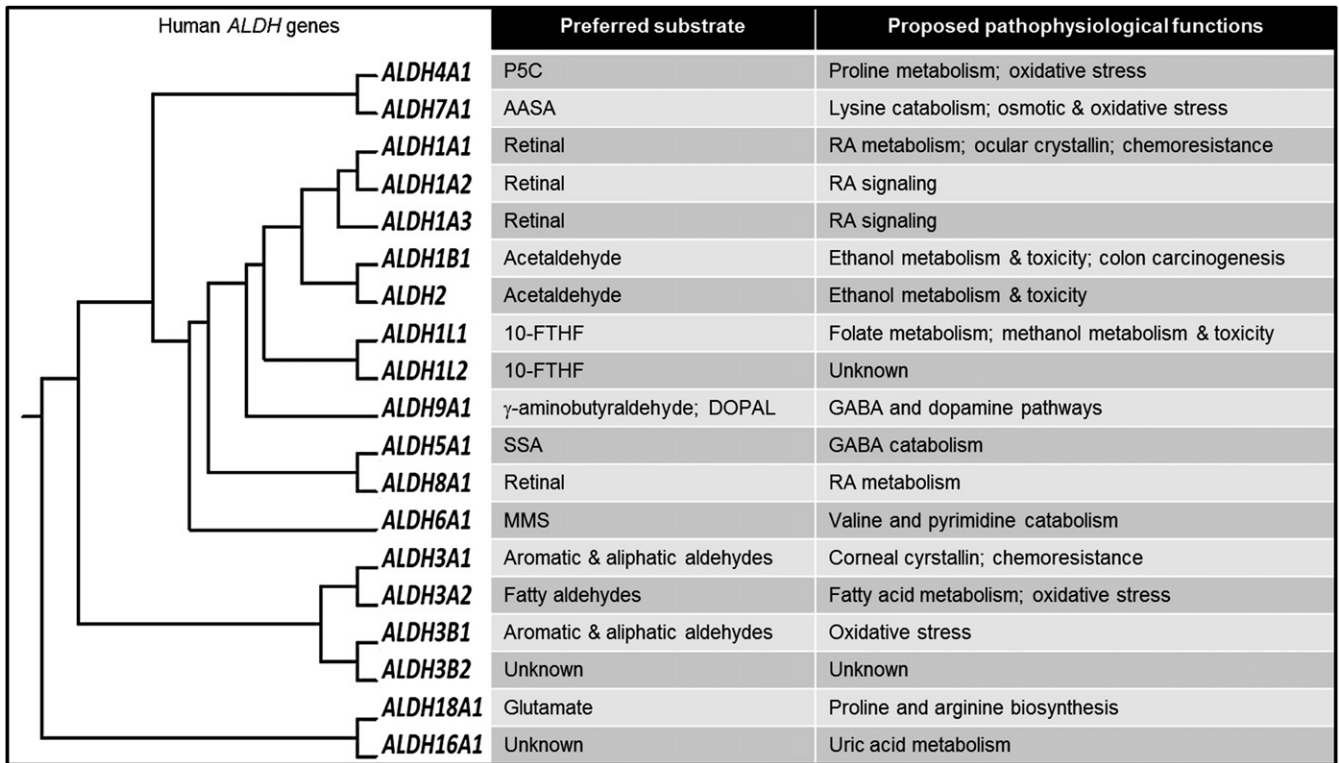 Human ALDH genes Preferred substrate Proposed pathophysiological functions
ALDH4A1 P5C Proline metabolism; oxidative stress
ALDH7A1 AASA Lysine catabolism; osmotic & oxidative stress
ALDH1A1 Retinal RA metabolism; ocular crystallin; chemoresistance
ALDH1A2 Retinal RA signaling
ALDH1A3 Retinal RA signaling
ALDH1B1 Acetaldehyde Ethanol metabolism & toxicity; colon carcinogenesis
ALDH2 Acetaldehyde Ethanol metabolism & toxicity
ALDH1L1 10-FTHF Folate metabolism; methanol metabolism & toxicity
ALDH1L2 10-FTHF Unknown
ALDH9A1 γ-aminobutyraldehyde; DOPAL GABA and dopamine pathways
ALDH5A1 SSA GABA catabolism
ALDH8A1 Retinal RA metabolism
ALDH6A1 MMS Valine and pyrimidine catabolism
ALDH3A1 Aromatic & aliphatic aldehydes Corneal cyrstallin; chemoresistance
ALDH3A2 Fatty aldehydes Fatty acid metabolism; oxidative stress
ALDH3B1 Aromatic & aliphatic aldehydes Oxidative stress
ALDH3B2 Unknown Unknown
ALDH18A1 Glutamate Proline and arginine biosynthesis
ALDH16A1 Unknown Uric acid metabolism